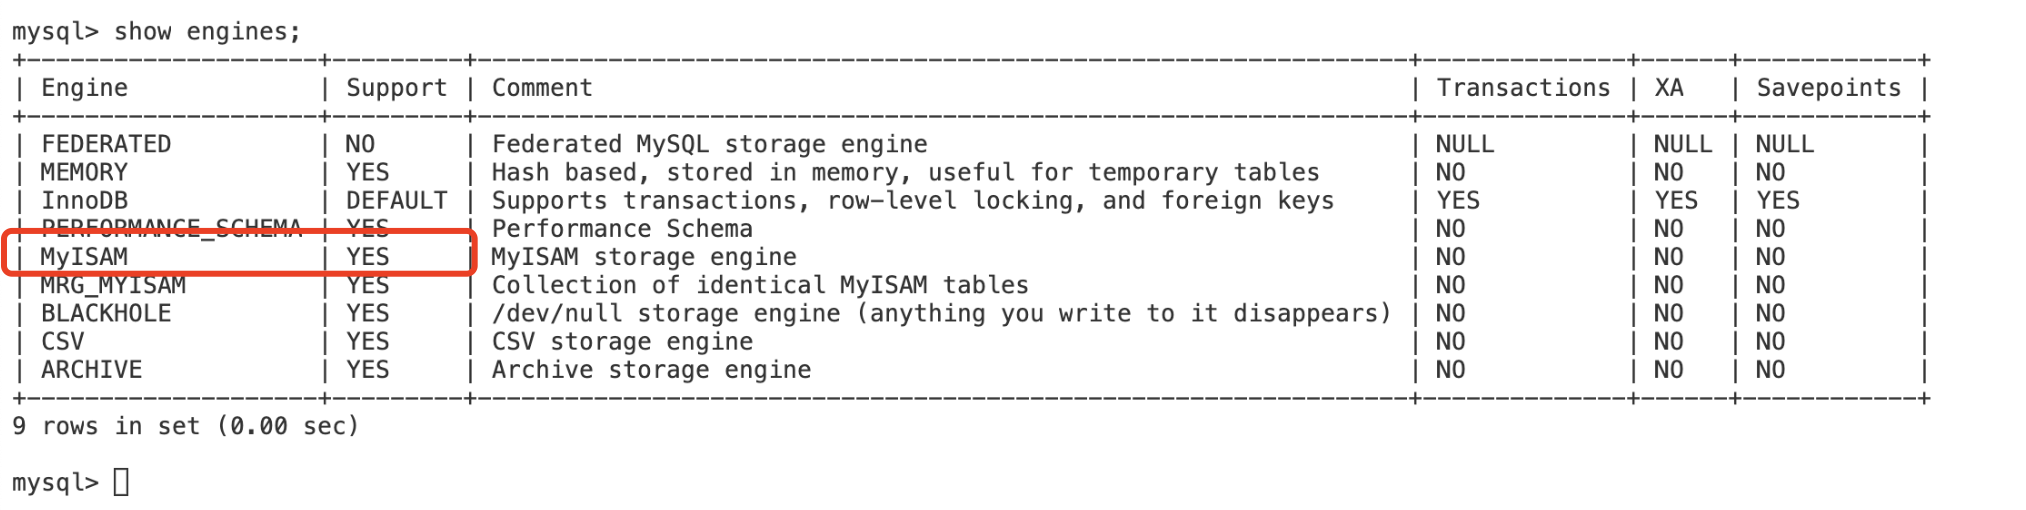 mysql> show engines;
+--------------------+---------+----------------------------------------------------------------+--------------+------+------------+
| Engine             | Support | Comment                                                        | Transactions | XA   | Savepoints |
+--------------------+---------+----------------------------------------------------------------+--------------+------+------------+
| FEDERATED          | NO      | Federated MySQL storage engine                                 | NULL         | NULL | NULL       |
| MEMORY             | YES     | Hash based, stored in memory, useful for temporary tables      | NO           | NO   | NO         |
| InnoDB             | DEFAULT | Supports transactions, row-level locking, and foreign keys     | YES          | YES  | YES        |
| PERFORMANCE_SCHEMA | YES     | Performance Schema                                             | NO           | NO   | NO         |
| MyISAM             | YES     | MyISAM storage engine                                          | NO           | NO   | NO         |
| MRG_MYISAM         | YES     | Collection of identical MyISAM tables                          | NO           | NO   | NO         |
| BLACKHOLE          | YES     | /dev/null storage engine (anything you write to it disappears) | NO           | NO   | NO         |
| CSV                | YES     | CSV storage engine                                             | NO           | NO   | NO         |
| ARCHIVE            | YES     | Archive storage engine                                         | NO           | NO   | NO         |
+--------------------+---------+----------------------------------------------------------------+--------------+------+------------+
9 rows in set (0.00 sec)
mysql>